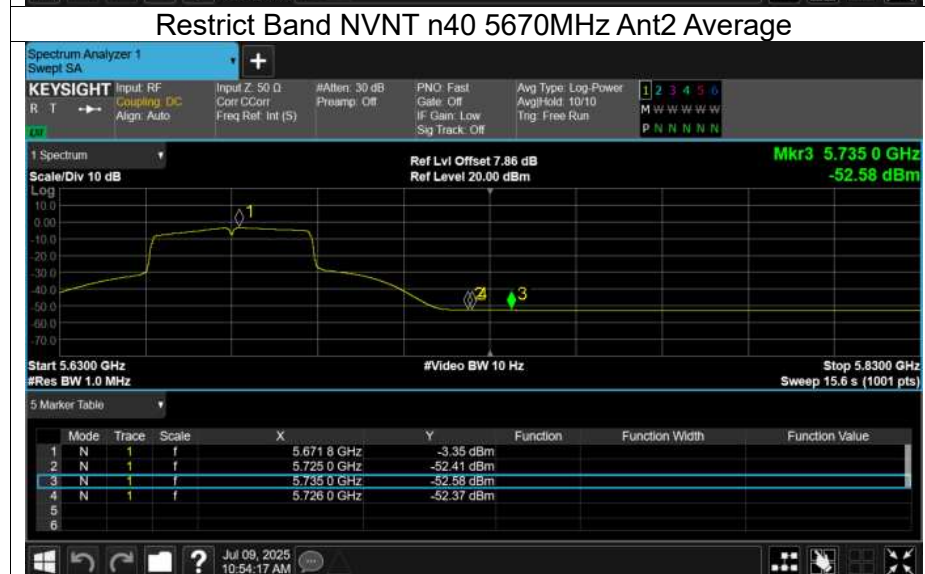 Restrict Band NVNT n40 5670MHz Ant2 Average
Spectrum Analyzer 1
Swept SA
+
KEYSIGHT Input: RF Input Z: 50 Ω #Atten: 30 dB PNO: Fast Avg Type: Log-Power 1 2 3 4 5 6
R T Coupling: DC Corr CCorr Preamp: Off Gate: Off Avg|Hold: 10/10 M W W W W W
Align: Auto Freq Ref: Int (S) IF Gain: Low Trig: Free Run
Sig Track: Off P N N N N N
1 Spectrum Ref Lvl Offset 7.86 dB Mkr3 5.735 0 GHz
Scale/Div 10 dB Ref Level 20.00 dBm -52.58 dBm
Log
10.0
0.00
-10.0
-20.0
-30.0
-40.0
-50.0
-60.0
-70.0
1
2 4 3
Start 5.6300 GHz #Video BW 10 Hz Stop 5.8300 GHz
#Res BW 1.0 MHz Sweep 15.6 s (1001 pts)
5 Marker Table
Mode Trace Scale X Y Function Function Width Function Value
1 N 1 f 5.671 8 GHz -3.35 dBm
2 N 1 f 5.725 0 GHz -52.41 dBm
3 N 1 f 5.735 0 GHz -52.58 dBm
4 N 1 f 5.726 0 GHz -52.37 dBm
5
6
? Jul 09, 2025
10:54:17 AM